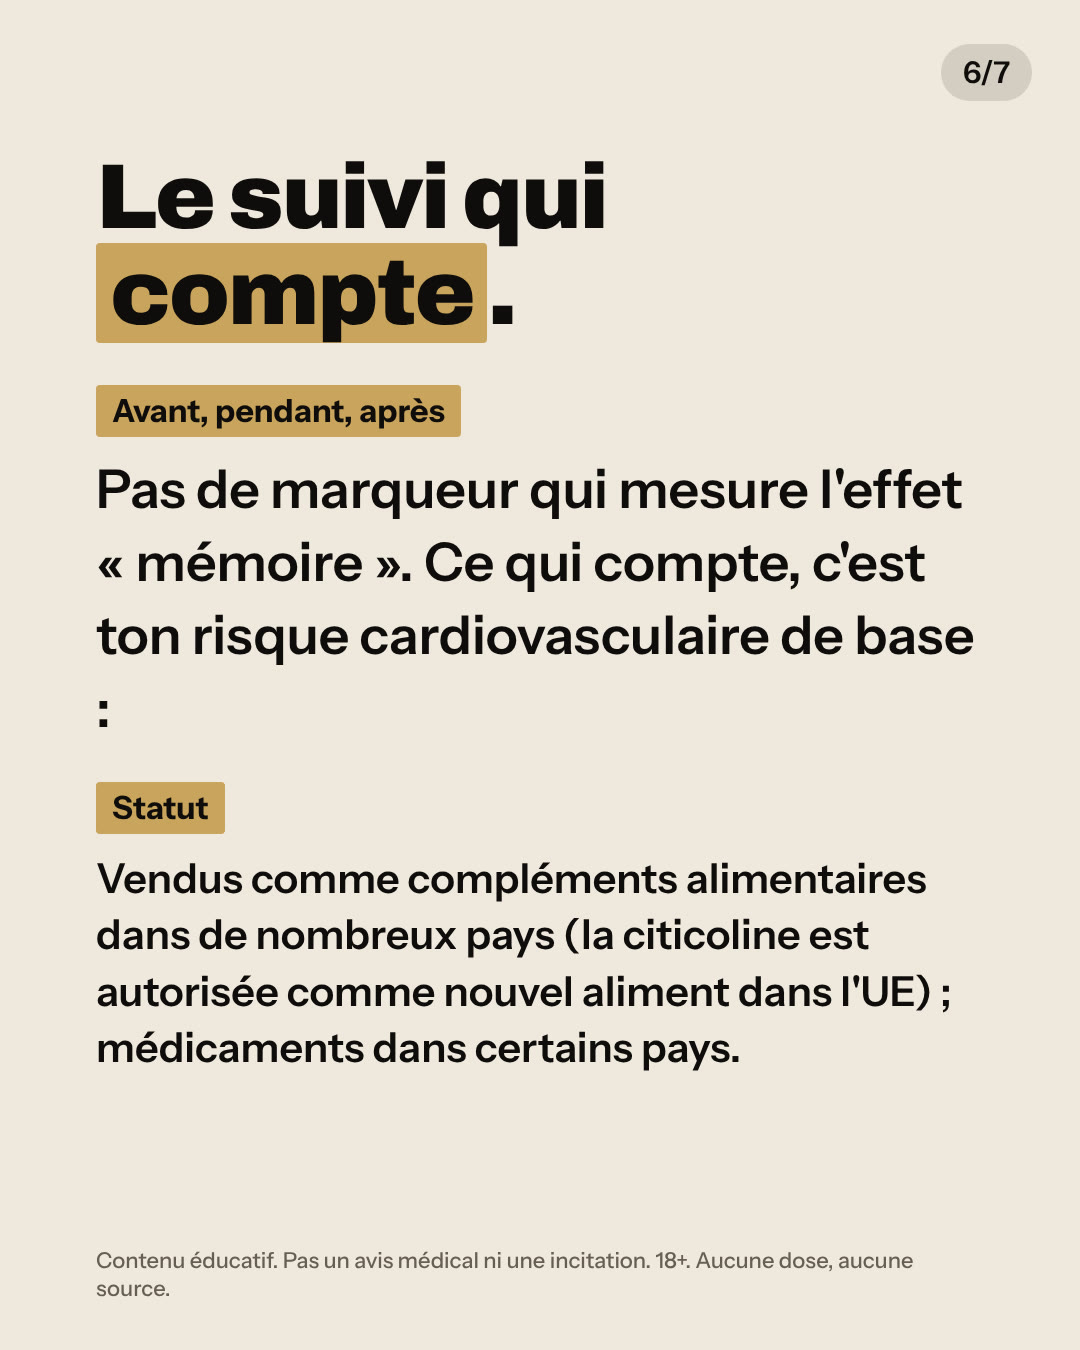 6/7
Le suivi qui
compte.
Avant, pendant, après
Pas de marqueur qui mesure l'effet
« mémoire ». Ce qui compte, c'est
ton risque cardiovasculaire de base
:
Statut
Vendus comme compléments alimentaires
dans de nombreux pays (la citicoline est
autorisée comme nouvel aliment dans l'UE) ;
médicaments dans certains pays.
Contenu éducatif. Pas un avis médical ni une incitation. 18+. Aucune dose, aucune
source.